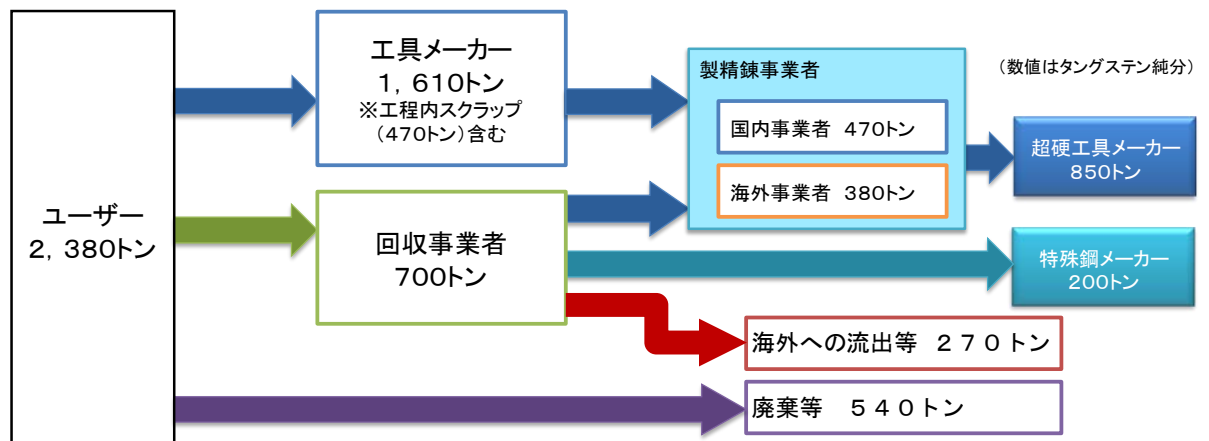 ユーザー
2,380トン
工具メーカー
1,610トン
※工程内スクラップ
(470トン)含む
回収事業者
700トン
製精錬事業者
国内事業者 470トン
海外事業者 380トン
(数値はタングステン純分)
超硬工具メーカー
850トン
特殊鋼メーカー
200トン
海外への流出等 270トン
廃棄等 540トン